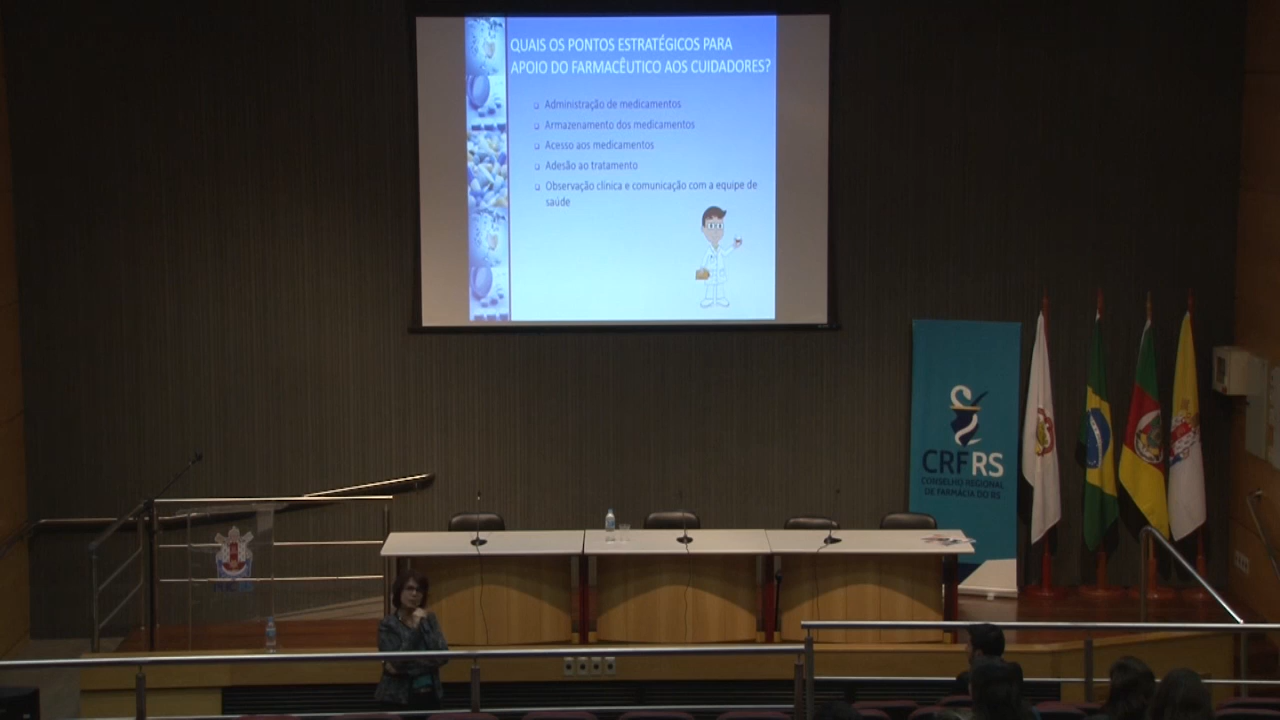 QUAIS OS PONTOS ESTRATÉGICOS PARA
APOIO DO FARMACÊUTICO AOS CUIDADORES?
Administração de medicamentos
Armazenamento dos medicamentos
Acesso aos medicamentos
Adesão ao tratamento
Observação clínica e comunicação com a equipe de
saúde
CRFRS
CONSELHO REGIONAL
DE FARMÁCIA DO RS